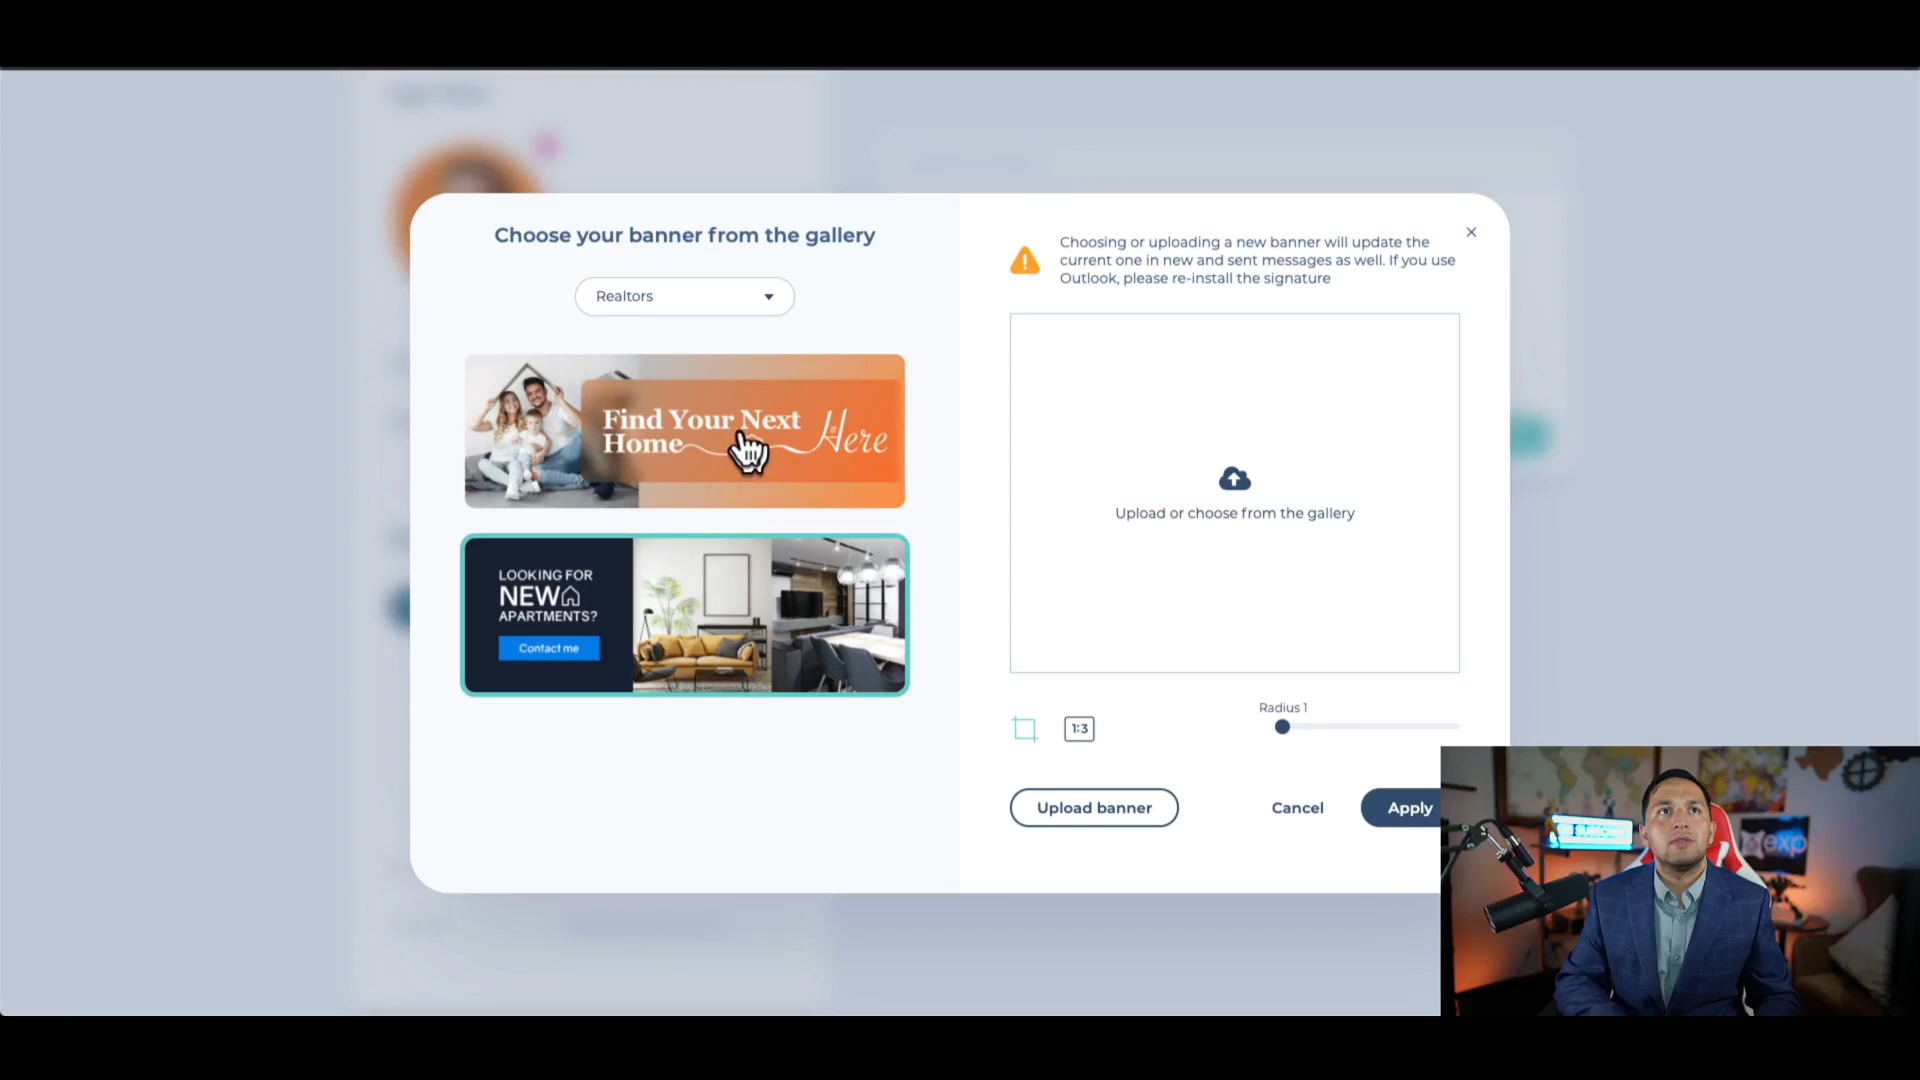 Choose your banner from the gallery
Realtors
Find Your Next
Home
Here
LOOKING FOR
NEW
APARTMENTS?
Contact me
Choosing or uploading a new banner will update the
current one in new and sent messages as well. If you use
Outlook, please re-install the signature
Upload or choose from the gallery
1:3
Radius 1
Upload banner
Cancel
Apply
exp